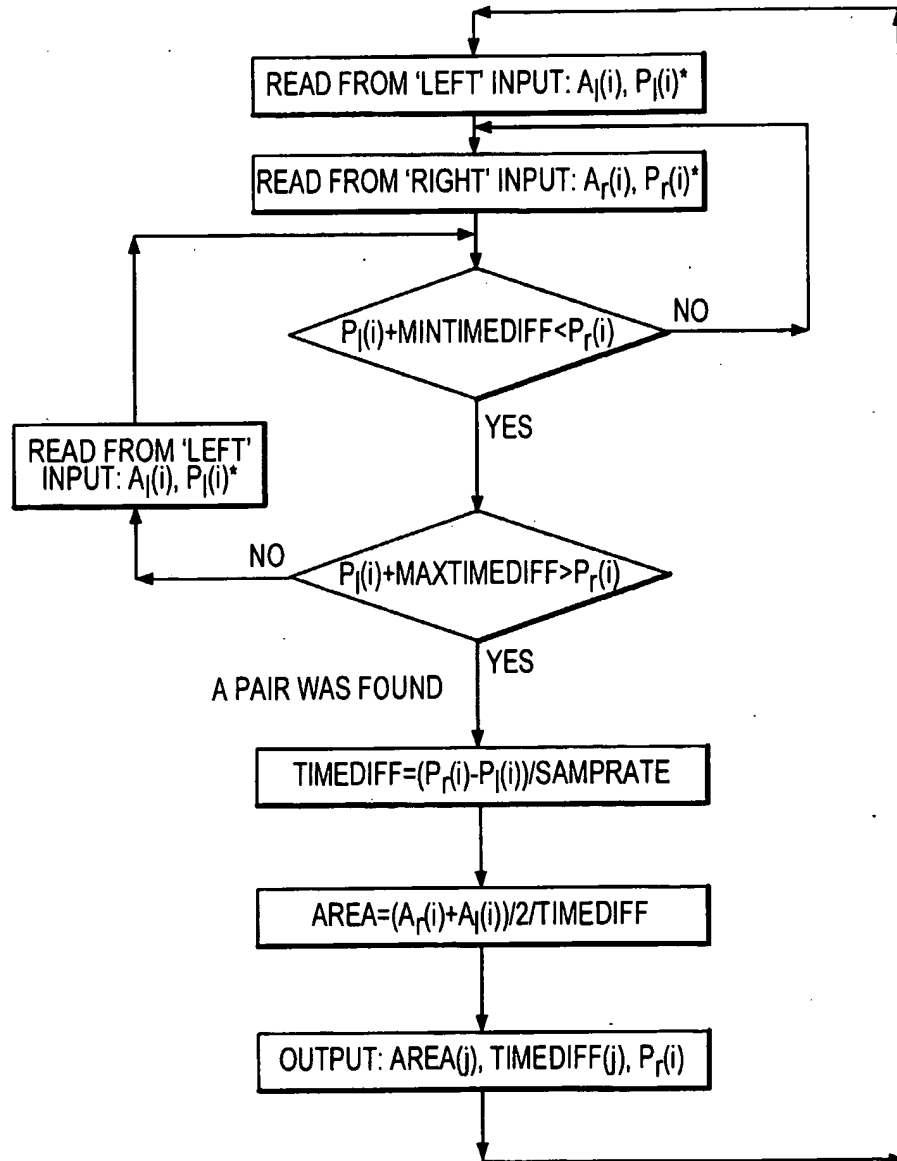 READ FROM ‘LEFT’ INPUT: Aₗ(i), Pₗ(i)*
READ FROM ‘RIGHT’ INPUT: Aᵣ(i), Pᵣ(i)*
Pₗ(i)+MINTIMEDIFF<Pᵣ(i)
NO
YES
READ FROM ‘LEFT’
INPUT: Aₗ(i), Pₗ(i)*
NO
Pₗ(i)+MAXTIMEDIFF>Pᵣ(i)
YES
A PAIR WAS FOUND
TIMEDIFF=(Pᵣ(i)-Pₗ(i))/SAMPRATE
AREA=(Aᵣ(i)+Aₗ(i))/2/TIMEDIFF
OUTPUT: AREA(j), TIMEDIFF(j), Pᵣ(i)